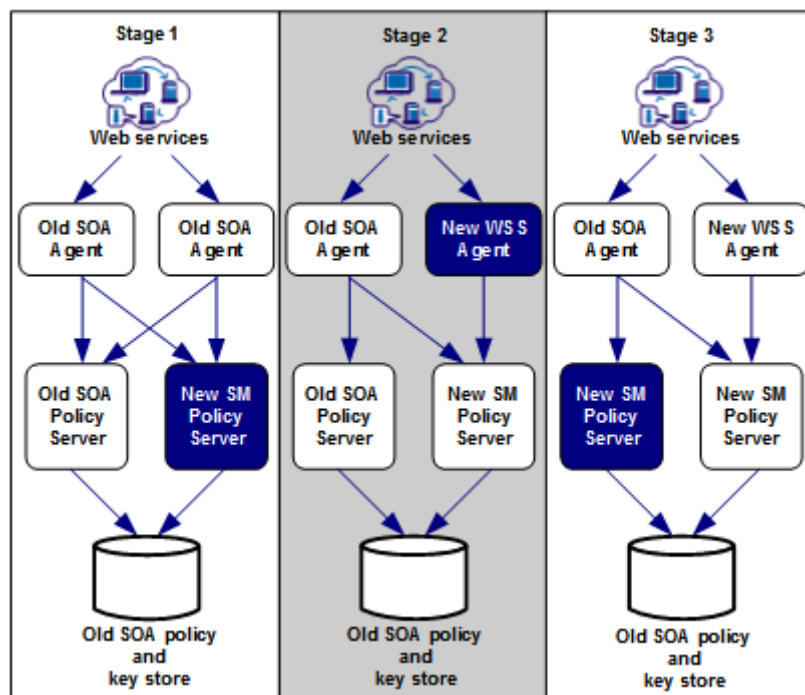 Stage 1
Web services
Old SOA
Agent
Old SOA
Agent
Old SOA
Policy
Server
New SM
Policy
Server
Old SOA policy
and
key store
Stage 2
Web services
Old SOA
Agent
New WSS
Agent
Old SOA
Policy
Server
New SM
Policy
Server
Old SOA policy
and
key store
Stage 3
Web services
Old SOA
Agent
New WSS
Agent
New SM
Policy
Server
New SM
Policy
Server
Old SOA policy
and
key store